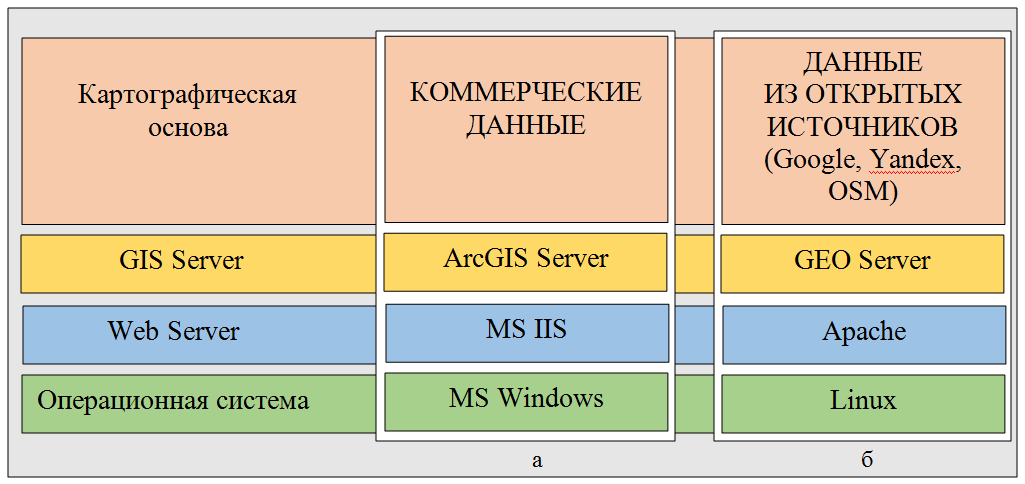 Картографическая
основа
КОММЕРЧЕСКИЕ
ДАННЫЕ
ДАННЫЕ
ИЗ ОТКРЫТЫХ
ИСТОЧНИКОВ
(Google, Yandex,
OSM)
GIS Server
ArcGIS Server
GEO Server
Web Server
MS IIS
Apache
Операционная система
MS Windows
Linux
а
б